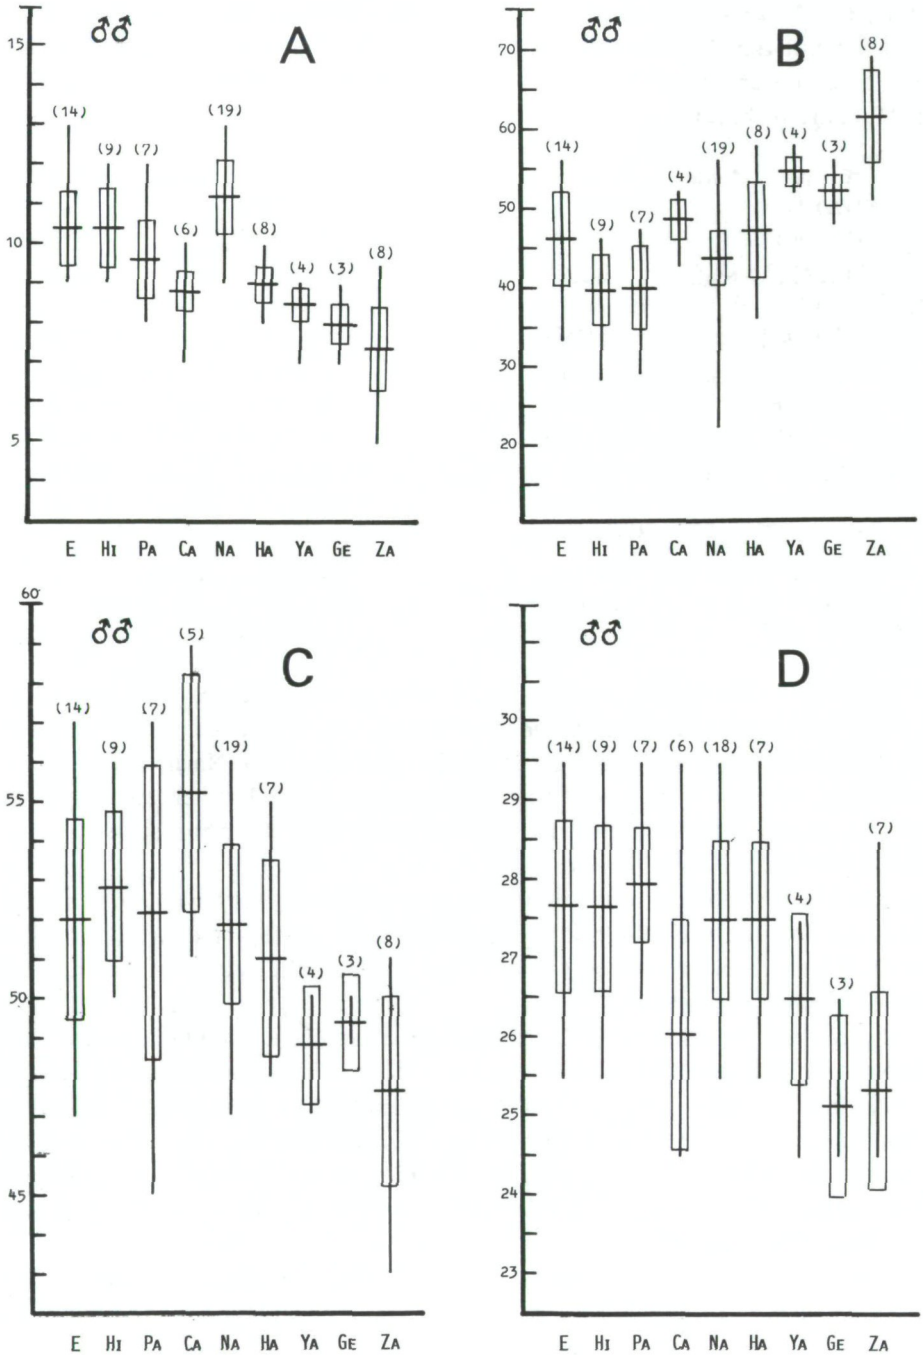 ♂♂ A
15
10
5
(14) (9) (7) (6) (19) (8) (4) (3) (8)
E HI PA CA NA HA YA GE ZA
♂♂ B
70
60
50
40
30
20
(14) (9) (7) (4) (19) (8) (4) (3) (8)
E HI PA CA NA HA YA GE ZA
♂♂ C
60
55
50
45
(14) (9) (7) (5) (19) (7) (4) (3) (8)
E HI PA CA NA HA YA GE ZA
♂♂ D
30
29
28
27
26
25
24
23
(14) (9) (7) (6) (18) (7) (4) (3) (7)
E HI PA CA NA HA YA GE ZA